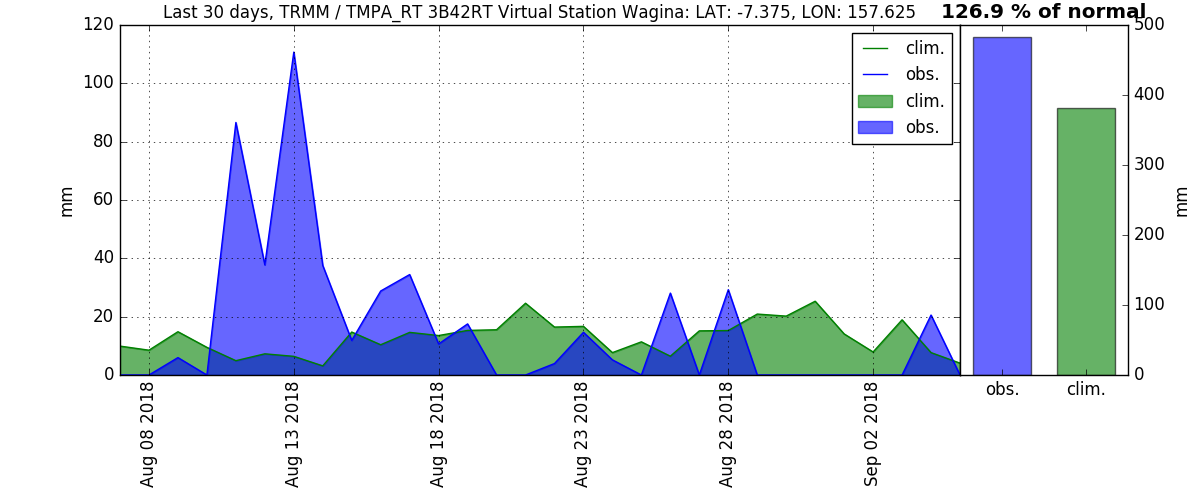 Last 30 days, TRMM / TMPA_RT 3B42RT Virtual Station Wagina: LAT: -7.375, LON: 157.625
126.9 % of normal
120
100
80
60
40
20
0
mm
clim.
obs.
clim.
obs.
Aug 08 2018
Aug 13 2018
Aug 18 2018
Aug 23 2018
Aug 28 2018
Sep 02 2018
500
400
300
200
100
0
mm
obs.
clim.